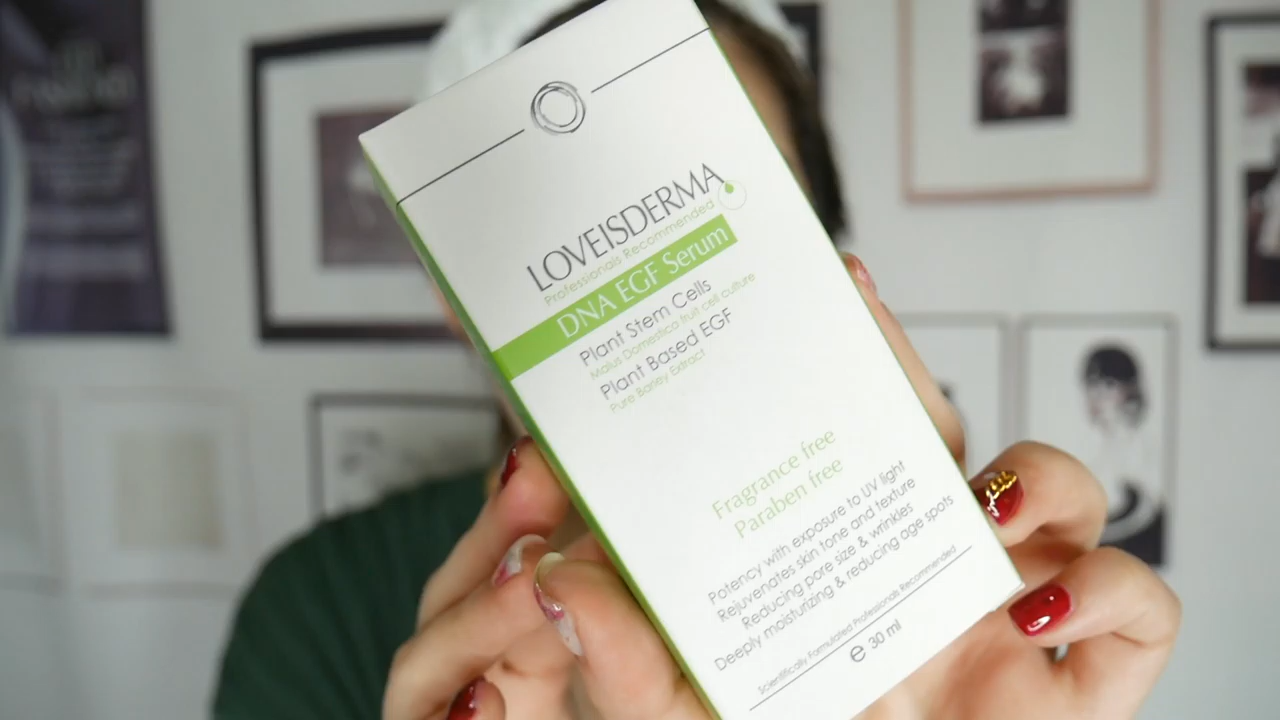 LOVEISDERMA
Professionals Recommended
DNA EGF Serum
Plant Stem Cells
Malus Domestica fruit cell culture
Plant Based EGF
Pure Barley Extract
Fragrance free
Paraben free
Potency with exposure to UV light
Rejuvenates skin tone and texture
Reducing pore size & wrinkles
Deeply moisturizing & reducing age spots
Scientifically Formulated Professionals Recommended
e 30 ml